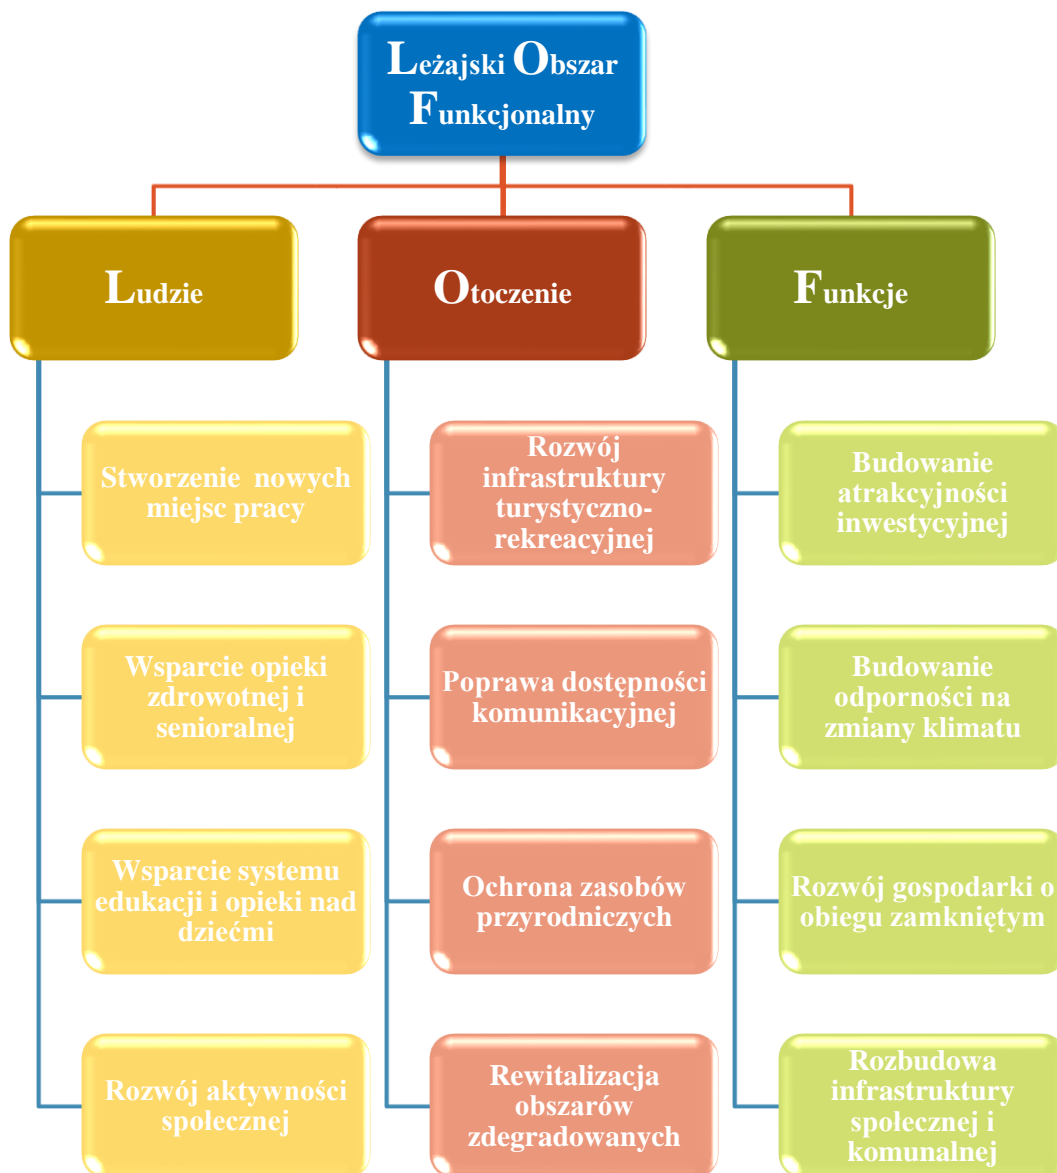 Leżajski Obszar
Funkcjonalny
Ludzie
Stworzenie nowych
miejsc pracy
Wsparcie opieki
zdrowotnej i
senioralnej
Wsparcie systemu
edukacji i opieki nad
dziećmi
Rozwój aktywności
społecznej
Otoczenie
Rozwój
infrastruktury
turystyczno-
rekreacyjnej
Poprawa dostępności
komunikacyjnej
Ochrona zasobów
przyrodniczych
Rewitalizacja
obszarów
zdegradowanych
Funkcje
Budowanie
atrakcyjności
inwestycyjnej
Budowanie
odporności na
zmiany klimatu
Rozwój gospodarki o
obiegu zamkniętym
Rozbudowa
infrastruktury
społecznej i
komunalnej